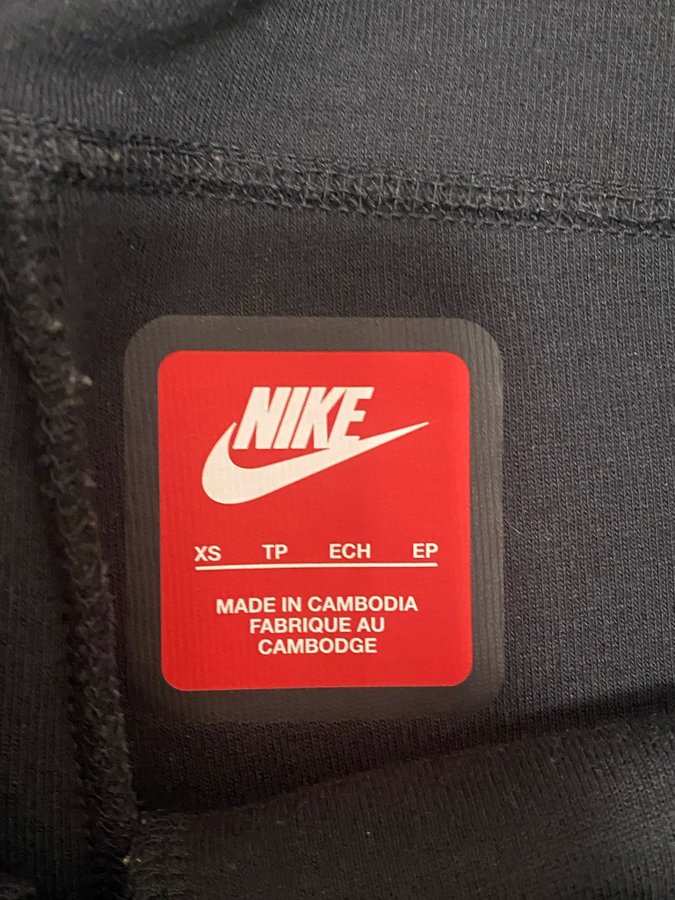 NIKE
XS TP ECH EP
MADE IN CAMBODIA
FABRIQUE AU
CAMBODGE